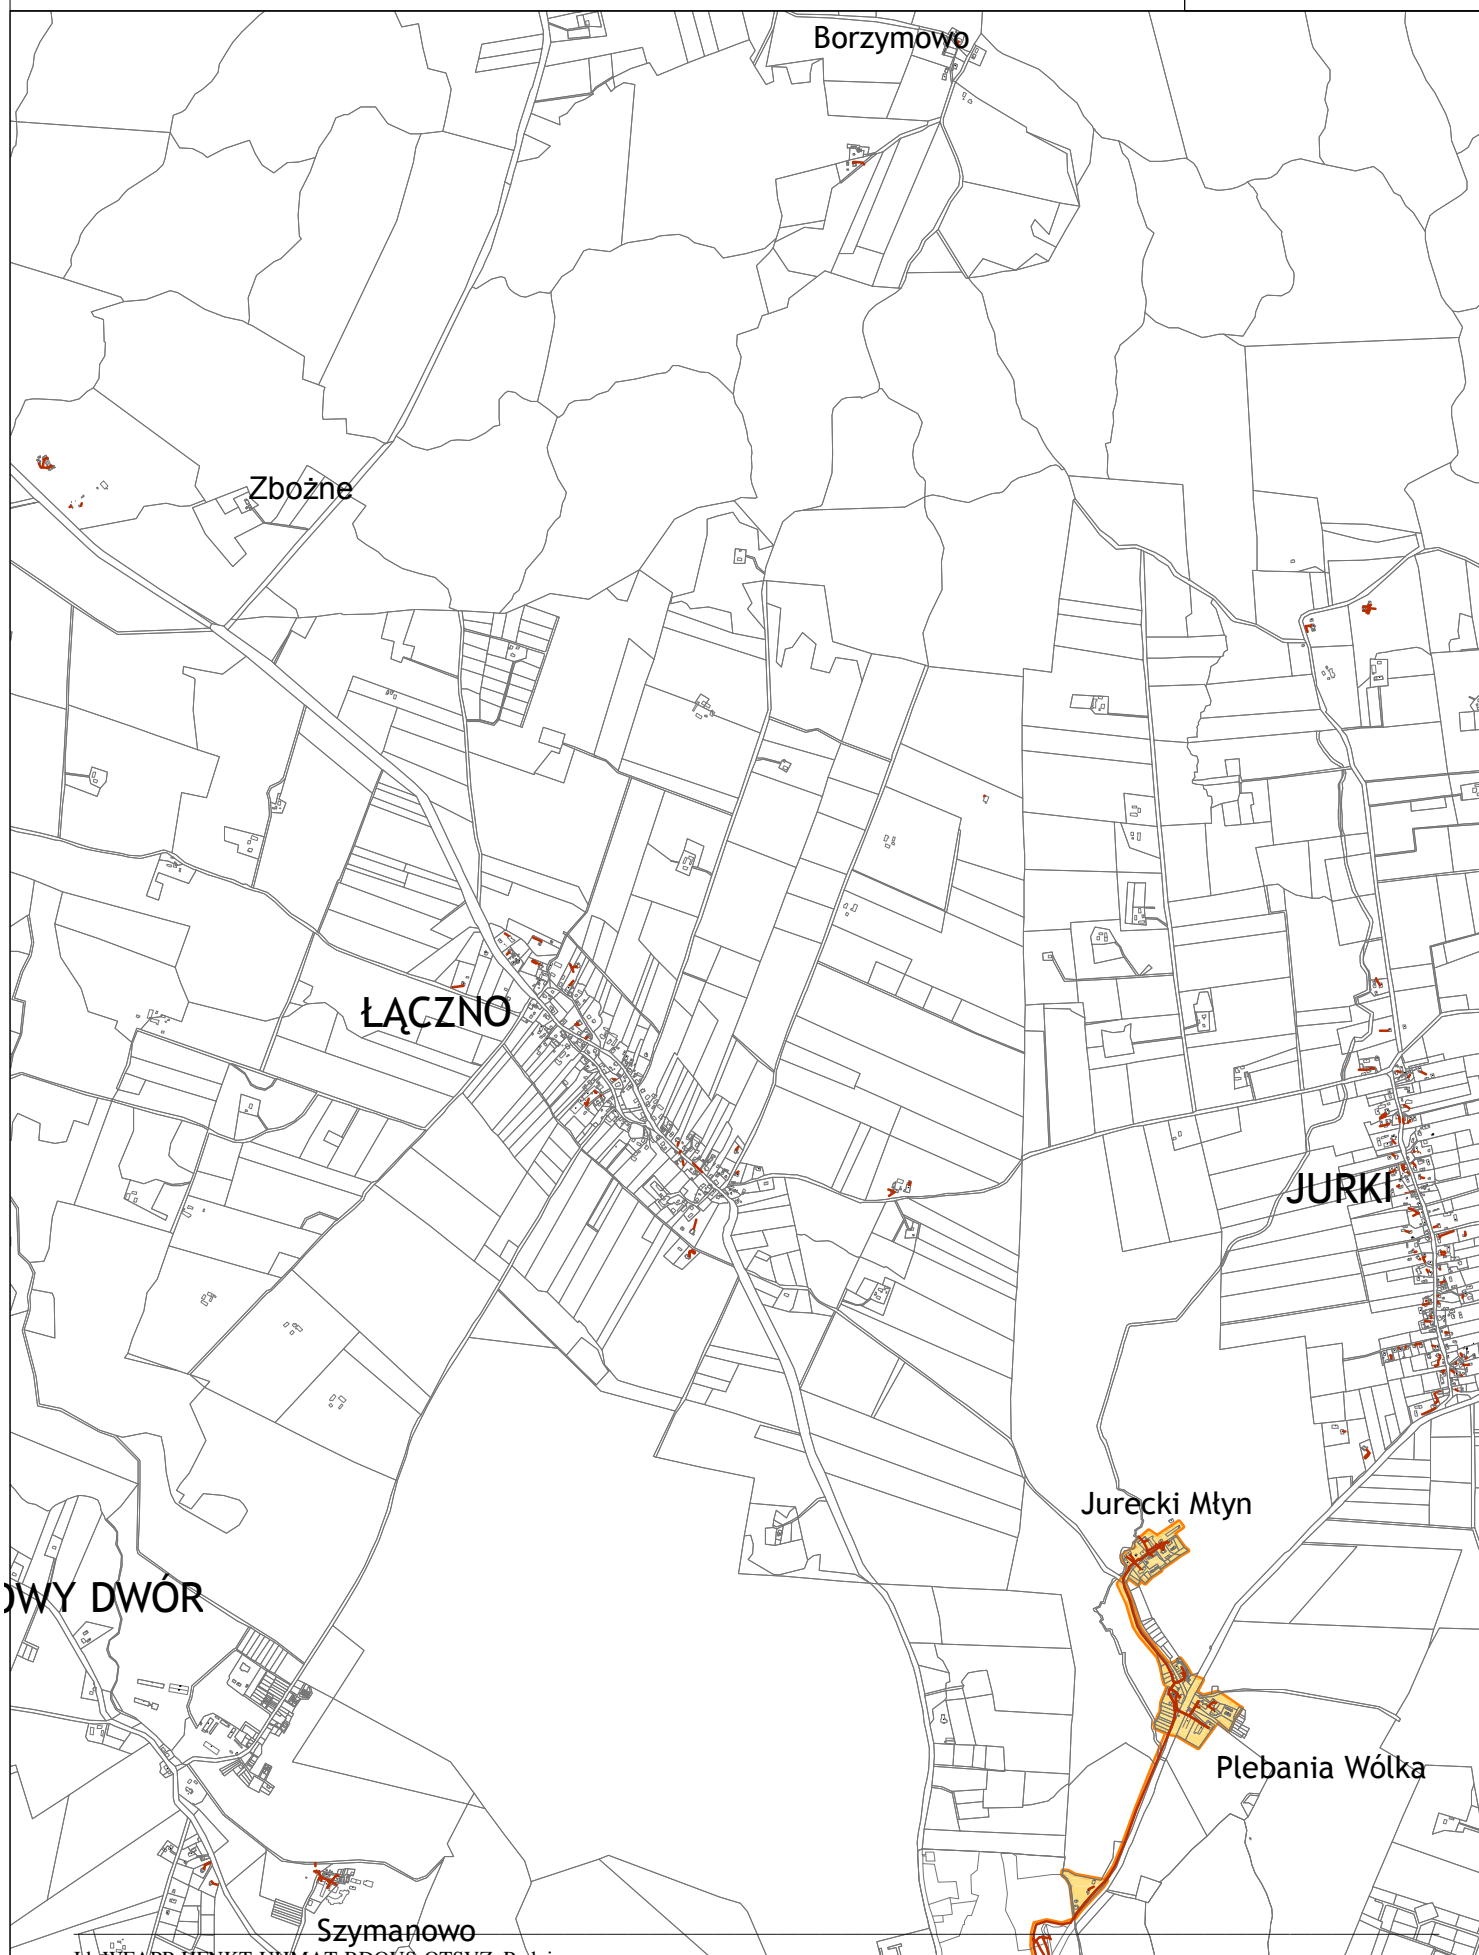 Borzymowo
Zbożne
ŁĄCZNO
JURKI
Jurecki Młyn
OWY DWÓR
Plebania Wólka
Szymanowo